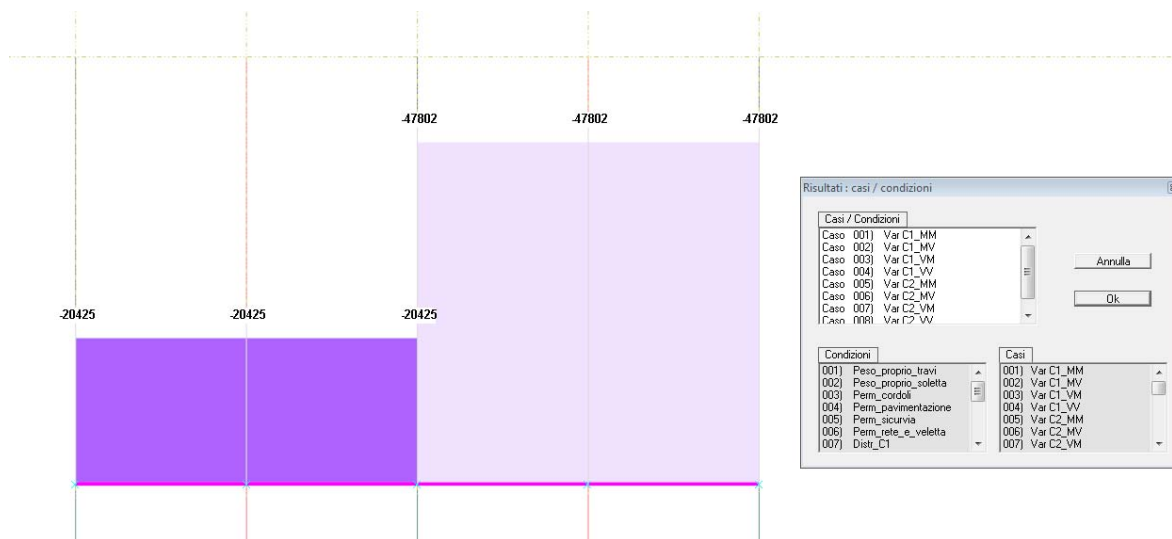 -47802 -47802 -47802
-20425 -20425 -20425
Risultati : casi / condizioni
Casi / Condizioni
Caso 001) Var C1_MM
Caso 002) Var C1_MV
Caso 003) Var C1_VM
Caso 004) Var C1_VV
Caso 005) Var C2_MM
Caso 006) Var C2_MV
Caso 007) Var C2_VM
Caso 008) Var C2_VV
Annulla
Ok
Condizioni
001) Peso_proprio_travi
002) Peso_proprio_soletta
003) Perm_cordoli
004) Perm_pavimentazione
005) Perm_sicurvia
006) Perm_rete_e_veletta
007) Distr_C1
Casi
001) Var C1_MM
002) Var C1_MV
003) Var C1_VM
004) Var C1_VV
005) Var C2_MM
006) Var C2_MV
007) Var C2_VM